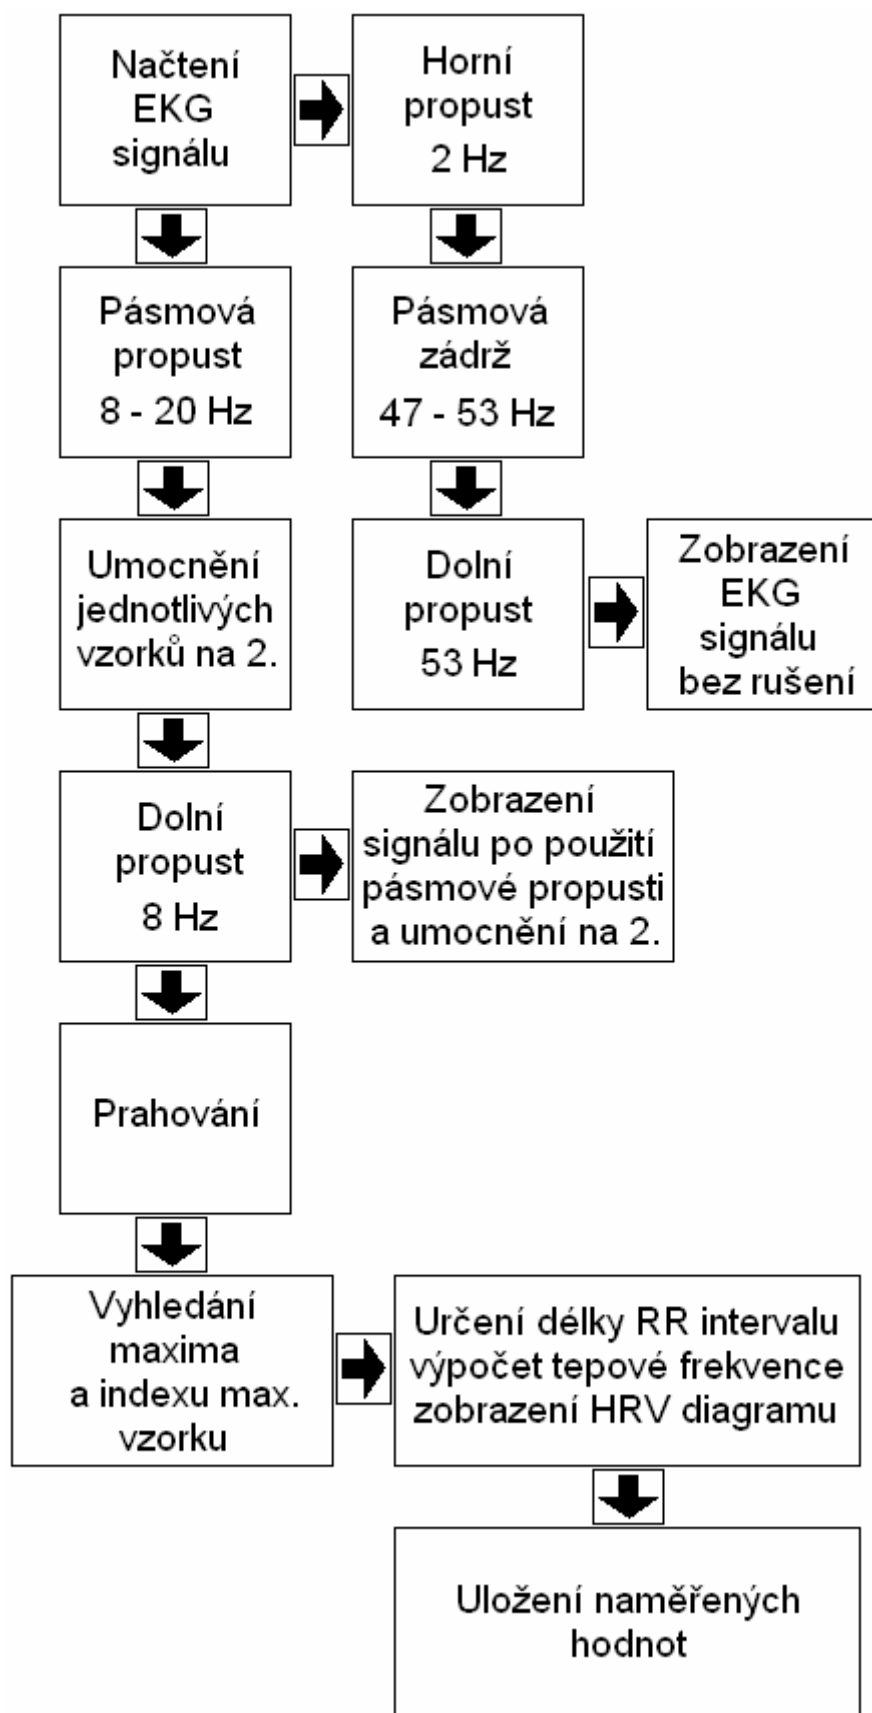 Načtení
EKG
signálu
Horní
propust
2 Hz
Pásmová
propust
8 - 20 Hz
Pásmová
zádrž
47 - 53 Hz
Umocnění
jednotlivých
vzorků na 2.
Dolní
propust
53 Hz
Zobrazení
EKG
signálu
bez rušení
Dolní
propust
8 Hz
Zobrazení
signálu po použití
pásmové propusti
a umocnění na 2.
Prahování
Vyhledání
maxima
a indexu max.
vzorku
Určení délky RR intervalu
výpočet tepové frekvence
zobrazení HRV diagramu
Uložení naměřených
hodnot